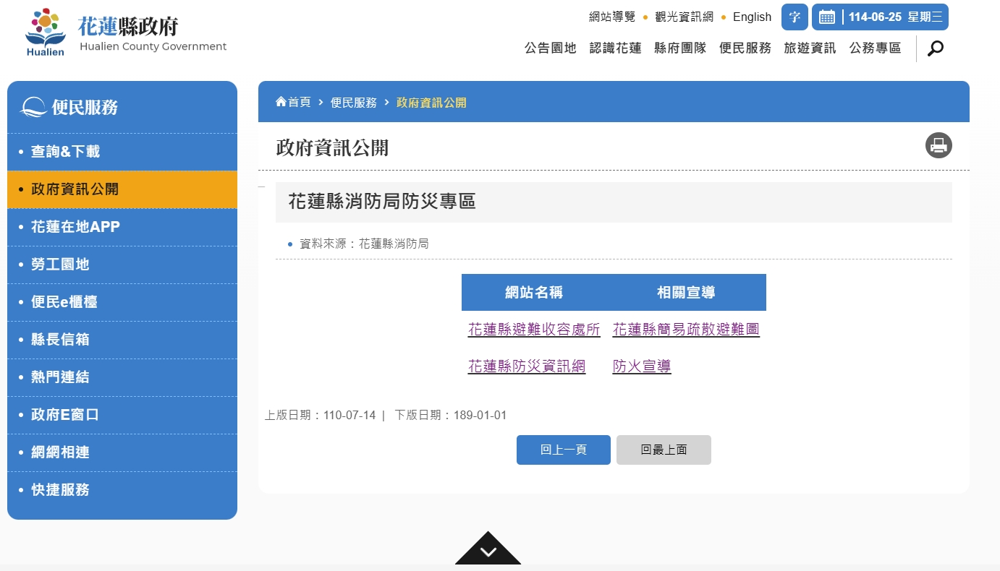 花蓮縣政府
Hualien County Government
Hualien
網站導覽
觀光資訊網
English
字
114-06-25 星期三
公告園地 認識花蓮 縣府團隊 便民服務 旅遊資訊 公務專區
便民服務
查詢&下載
政府資訊公開
花蓮在地APP
勞工園地
便民e櫃檯
縣長信箱
熱門連結
政府E窗口
網網相連
快捷服務
首頁 › 便民服務 › 政府資訊公開
政府資訊公開
花蓮縣消防局防災專區
資料來源：花蓮縣消防局
網站名稱 相關宣導
花蓮縣避難收容處所 花蓮縣簡易疏散避難圖
花蓮縣防災資訊網 防火宣導
上版日期：110-07-14 | 下版日期：189-01-01
回上一頁 回最上面